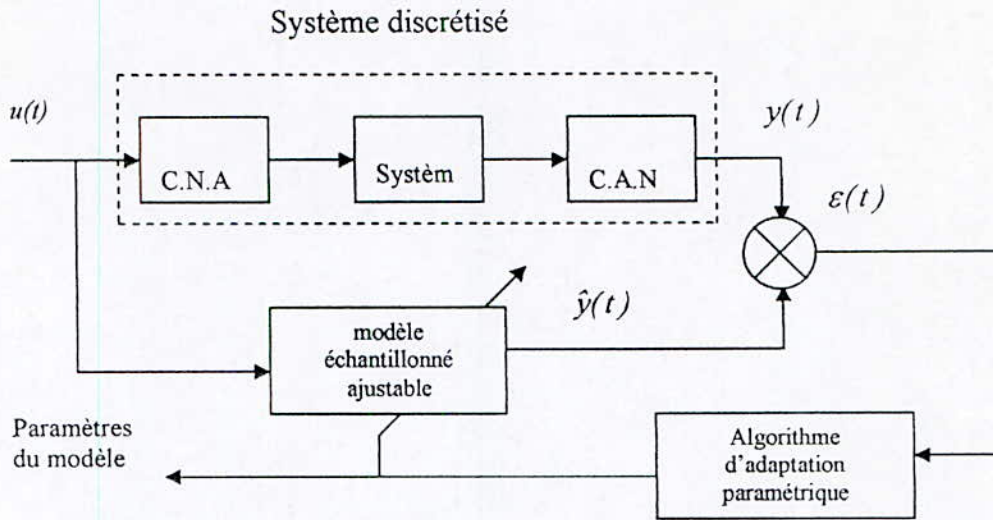 Système discrétisé
u(t)
C.N.A
Systèm
C.A.N
y(t)
ε(t)
ŷ(t)
modèle
échantillonné
ajustable
Paramètres
du modèle
Algorithme
d'adaptation
paramétrique